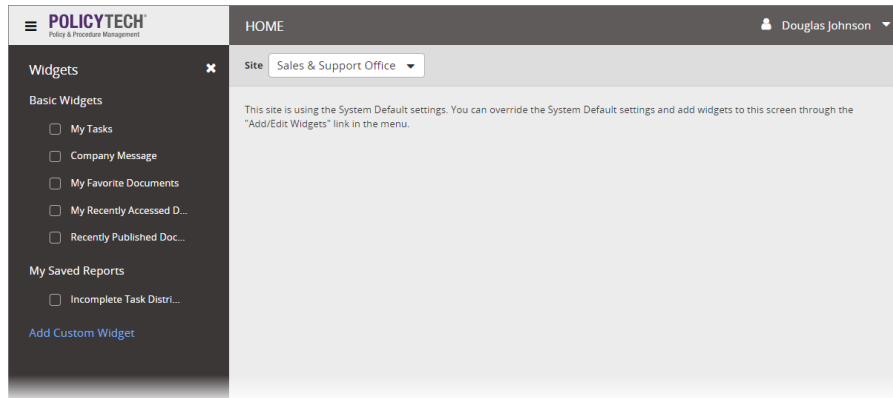 POLICYTECH®
Policy & Procedure Management
HOME
Douglas Johnson
Widgets
Site Sales & Support Office
Basic Widgets
This site is using the System Default settings. You can override the System Default settings and add widgets to this screen through the
"Add/Edit Widgets" link in the menu.
My Tasks
Company Message
My Favorite Documents
My Recently Accessed D...
Recently Published Doc...
My Saved Reports
Incomplete Task Distri...
Add Custom Widget